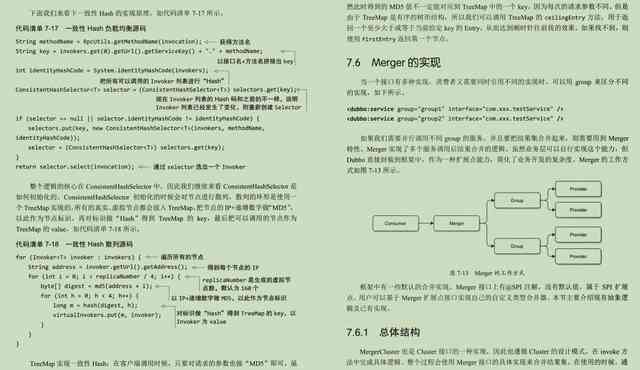 下面我们来看下一致性 Hash 的实现原理,如代码清单 7-17 所示。
代码清单 7-17 一致性 Hash 负载均衡源码
String methodName = RpcUtils.getMethodName(invocation); 获得方法名
String key = invokers.get(0).getUrl().getServiceKey() + "." + methodName;
以接口名+方法名拼接出 key
int identityHashCode = System.identityHashCode(invokers);
把所有可以调用的 Invoker 列表进行“Hash”
ConsistentHashSelector<T> selector = (ConsistentHashSelector<T>) selectors.get(key);
现在 Invoker 列表的 Hash 码和之前的不一样,说明
Invoker 列表已经发生了变化,则重新创建 Selector
if (selector == null || selector.identityHashCode != identityHashCode) {
selectors.put(key, new ConsistentHashSelector<T>(invokers, methodName,
identityHashCode));
selector = (ConsistentHashSelector<T>) selectors.get(key);
}
return selector.select(invocation); 通过 selector 选出一个 Invoker
整个逻辑的核心在 ConsistentHashSelector 中,因此我们继续来看 ConsistentHashSelector 是
如何初始化的。ConsistentHashSelector 初始化的时候会对节点进行散列,散列的环形是使用一
个 TreeMap 实现的,所有的真实、虚拟节点都会放入 TreeMap。把节点的 IP+递增数字做“MD5”,
以此作为节点标识,再对标识做“Hash”得到 TreeMap 的 key,最后把可以调用的节点作为
TreeMap 的 value,如代码清单 7-18 所示。
代码清单 7-18 一致性 Hash 散列源码
for (Invoker<T> invoker : invokers) { 遍历所有的节点
String address = invoker.getUrl().getAddress(); 得到每个节点的 IP
for (int i = 0; i < replicaNumber / 4; i++) { replicaNumber 是生成的虚拟节
点数,默认为 160 个
byte[] digest = md5(address + i);
for (int h = 0; h < 4; h++) { 以 IP+递增数字做 MD5,以此作为节点标识
long m = hash(digest, h); 对标识做“Hash”得到 TreeMap 的 key,以
virtualInvokers.put(m, invoker); Invoker 为 value
}
}
}
TreeMap 实现一致性 Hash:在客户端调用时候,只要对请求的参数也做“MD5”即可。虽
然此时得到的 MD5 值不一定能对应到 TreeMap 中的一个 key,因为每次的请求参数不同。但是
由于 TreeMap 是有序的树形结构,所以我们可以调用 TreeMap 的 ceilingEntry 方法,用于返
回一个至少大于或等于当前给定 key 的 Entry,从而达到顺时针往前找的效果。如果找不到,则
使用 firstEntry 返回第一个节点。
7.6 Merger 的实现
当一个接口有多种实现,消费者又需要同时引用不同的实现时,可以用 group 来区分不同
的实现,如下所示。
<dubbo:service group="group1" interface="com.xxx.testService" />
<dubbo:service group="group2" interface="com.xxx.testService" />
如果我们需要并行调用不同 group 的服务,并且要把结果集合并起来,则需要用到 Merger
特性。Merger 实现了多个服务调用后结果合并的逻辑。虽然业务层可以自行实现这个能力,但
Dubbo 直接封装到框架中,作为一种扩展点能力,简化了业务开发的复杂度。Merger 的工作方
式如图 7-13 所示。
Provider
Group
Provider
Consumer
Merger
Provider
Group
Provider
图 7-13 Merger 的工作方式
框架中有一些默认的合并实现。Merger 接口上有@SPI 注解,没有默认值,属于 SPI 扩展
点。用户可以基于 Merger 扩展点接口实现自己的自定义类型合并器。本节主要介绍现有抽象逻
辑及已有实现。
7.6.1 总体结构
MergerCluster 也是 Cluster 接口的一种实现,因此也遵循 Cluster 的设计模式,在 invoke 方
法中完成具体逻辑。整个过程会使用 Merger 接口的具体实现来合并结果集。在使用的时候,通